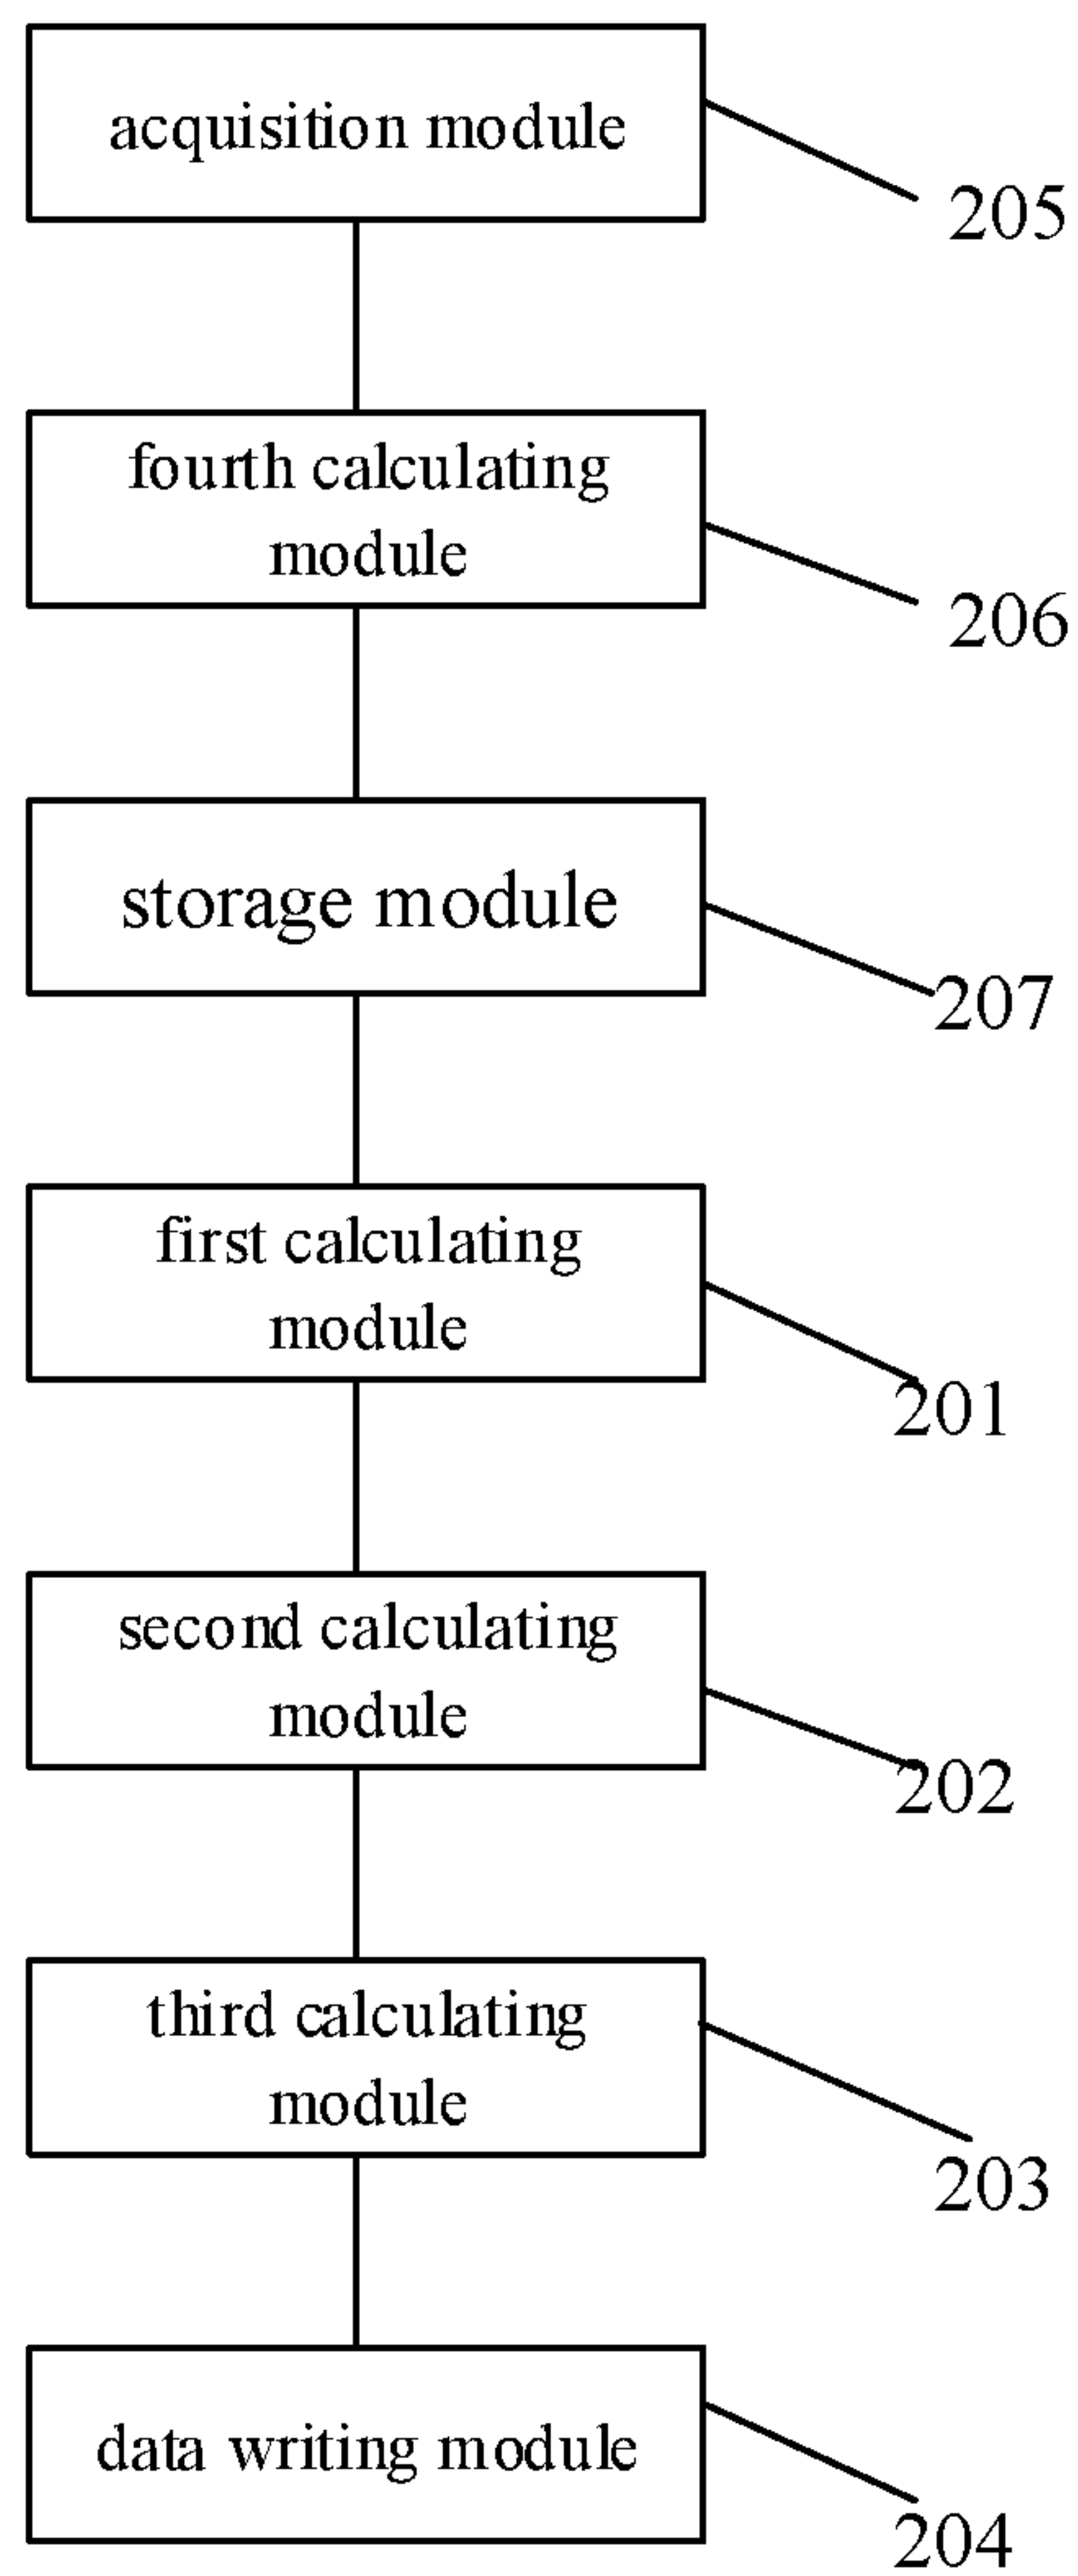 acquisition module
205
fourth calculating
module
206
storage module
207
first calculating
module
201
second calculating
module
202
third calculating
module
203
data writing module
204